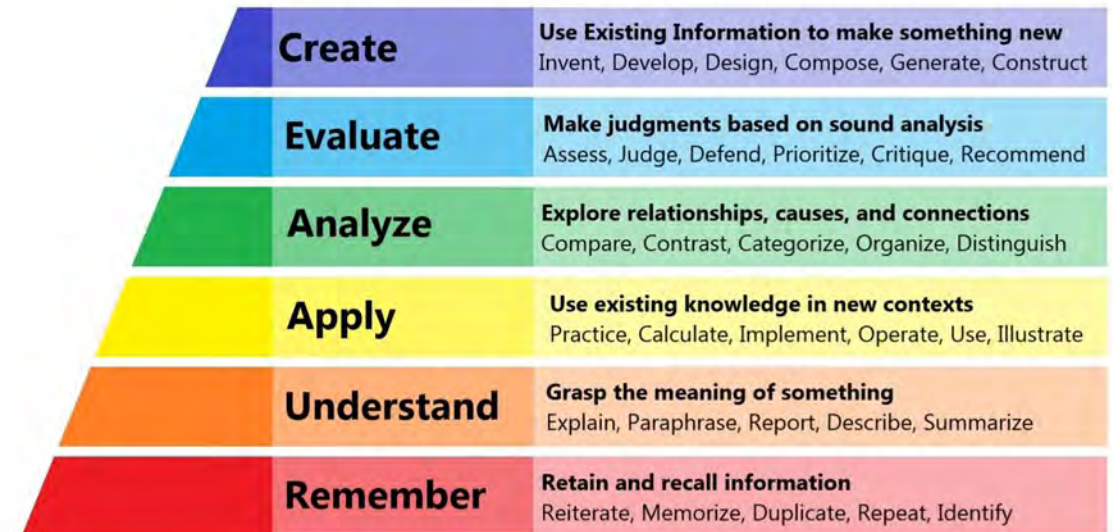 Create
Use Existing Information to make something new
Invent, Develop, Design, Compose, Generate, Construct
Evaluate
Make judgments based on sound analysis
Assess, Judge, Defend, Prioritize, Critique, Recommend
Analyze
Explore relationships, causes, and connections
Compare, Contrast, Categorize, Organize, Distinguish
Apply
Use existing knowledge in new contexts
Practice, Calculate, Implement, Operate, Use, Illustrate
Understand
Grasp the meaning of something
Explain, Paraphrase, Report, Describe, Summarize
Remember
Retain and recall information
Reiterate, Memorize, Duplicate, Repeat, Identify